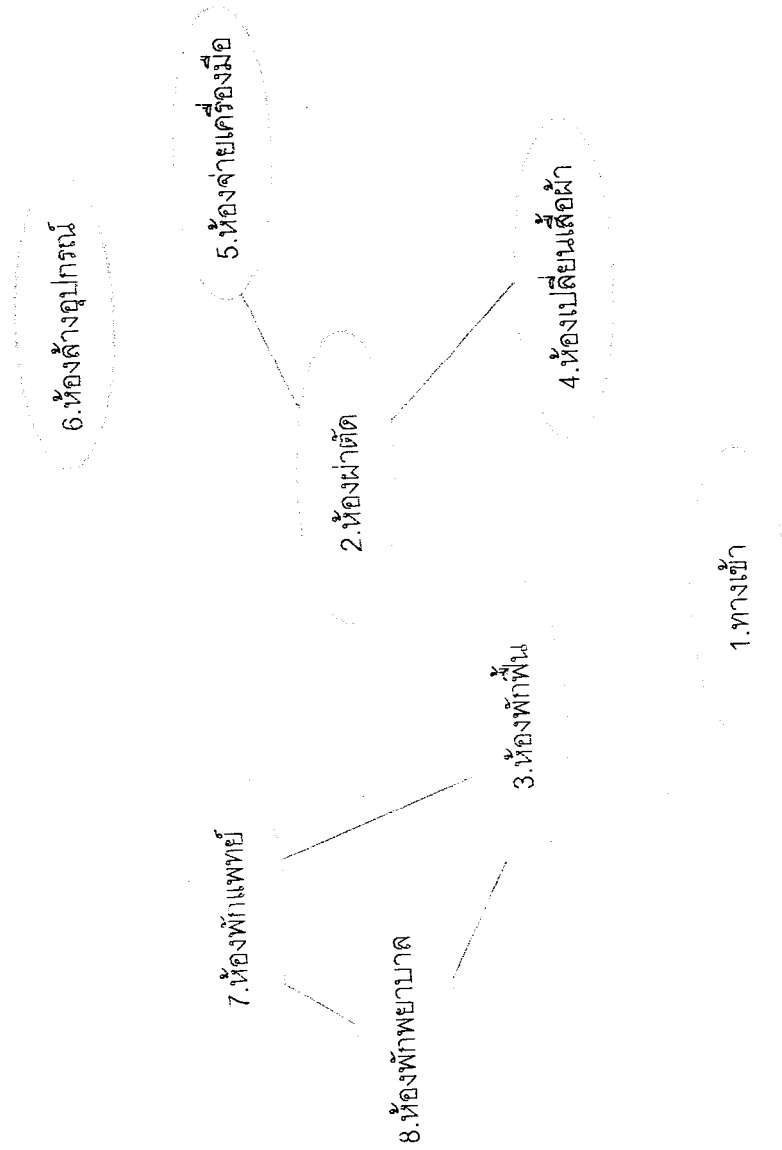 6.ห้องล้างอุปกรณ์
5.ห้องจ่ายเครื่องมือ
7.ห้องพักแพทย์
2.ห้องผ่าตัด
8.ห้องพักพยาบาล
3.ห้องพักฟื้น
4.ห้องเปลี่ยนเสื้อผ้า
1.ทางเข้า